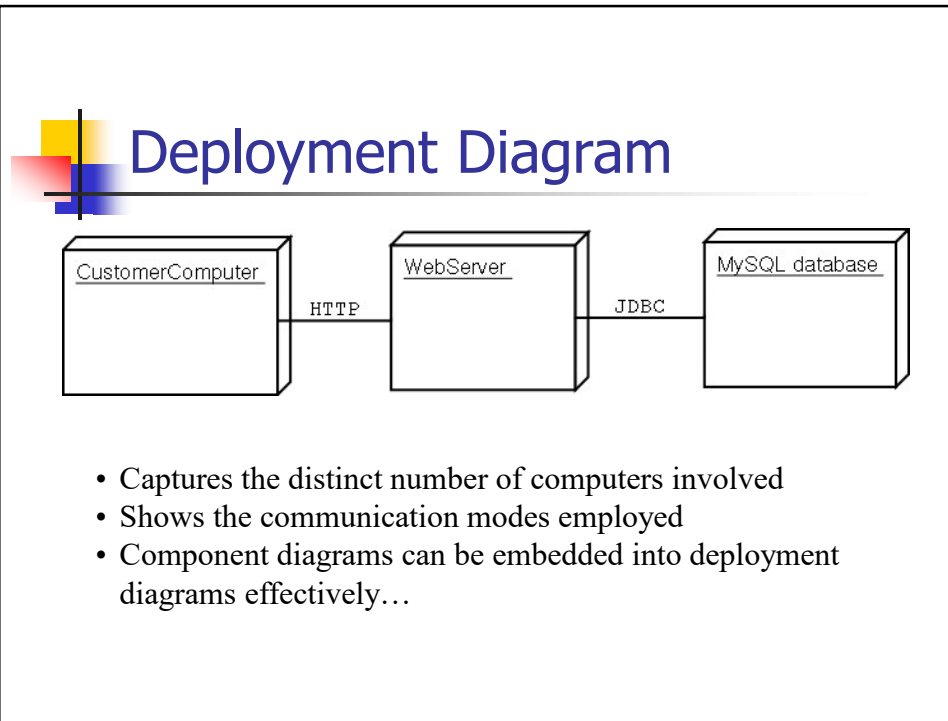 Deployment Diagram
CustomerComputer
HTTP
WebServer
JDBC
MySQL database
• Captures the distinct number of computers involved
• Shows the communication modes employed
• Component diagrams can be embedded into deployment
diagrams effectively…